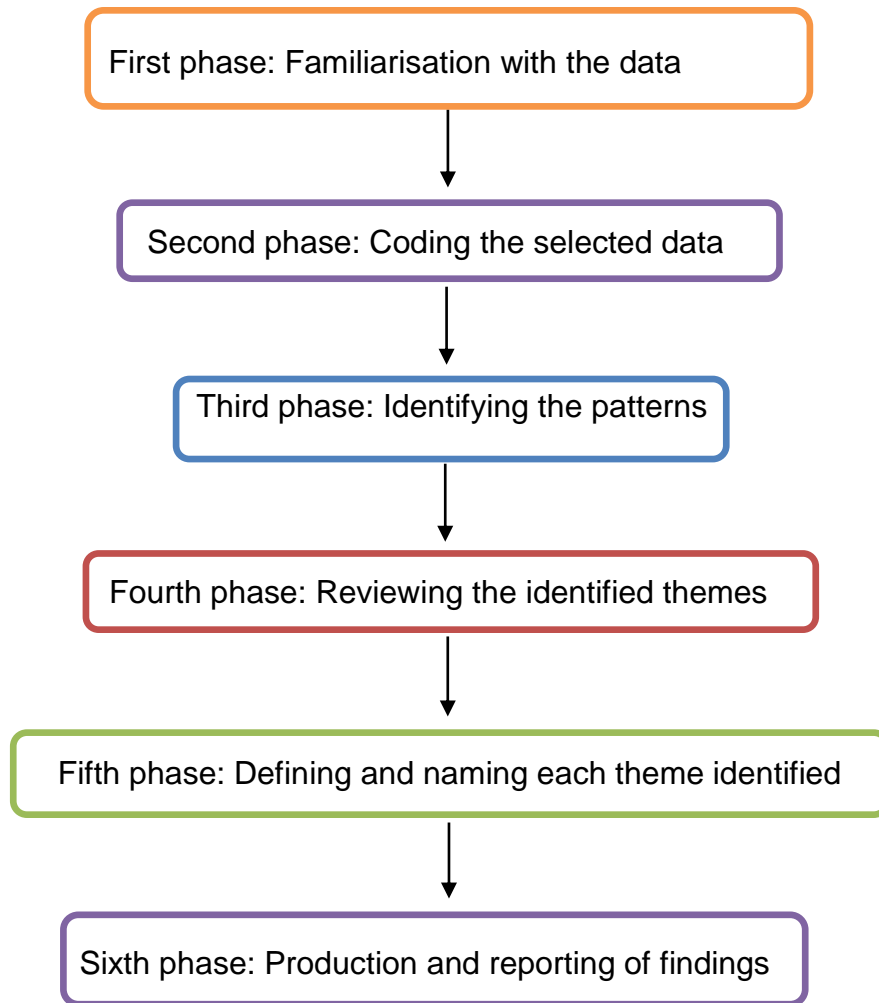 First phase: Familiarisation with the data
Second phase: Coding the selected data
Third phase: Identifying the patterns
Fourth phase: Reviewing the identified themes
Fifth phase: Defining and naming each theme identified
Sixth phase: Production and reporting of findings